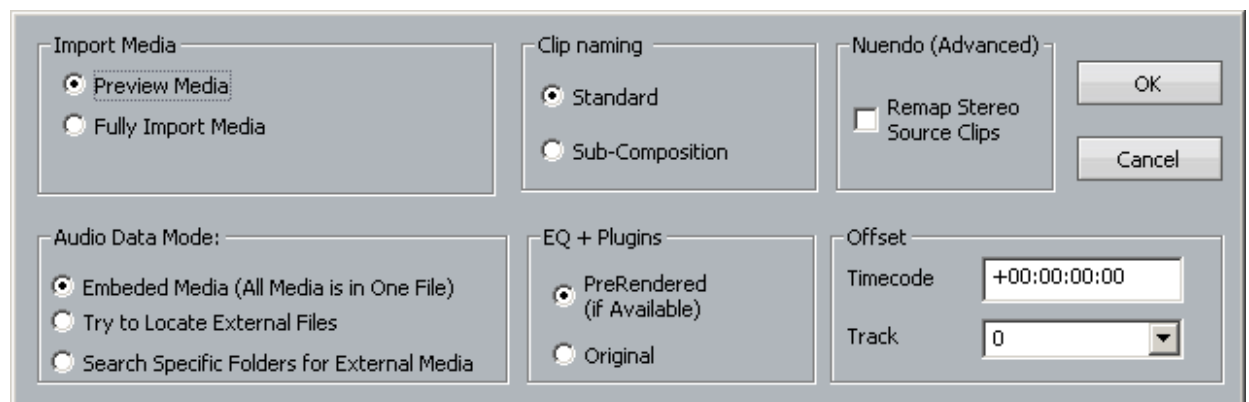 Import Media
Preview Media
Fully Import Media
Clip naming
Standard
Sub-Composition
Nuendo (Advanced)
Remap Stereo
Source Clips
OK
Cancel
Audio Data Mode:
Embeded Media (All Media is in One File)
Try to Locate External Files
Search Specific Folders for External Media
EQ + Plugins
PreRendered
(if Available)
Original
Offset
Timecode
+00:00:00:00
Track
0